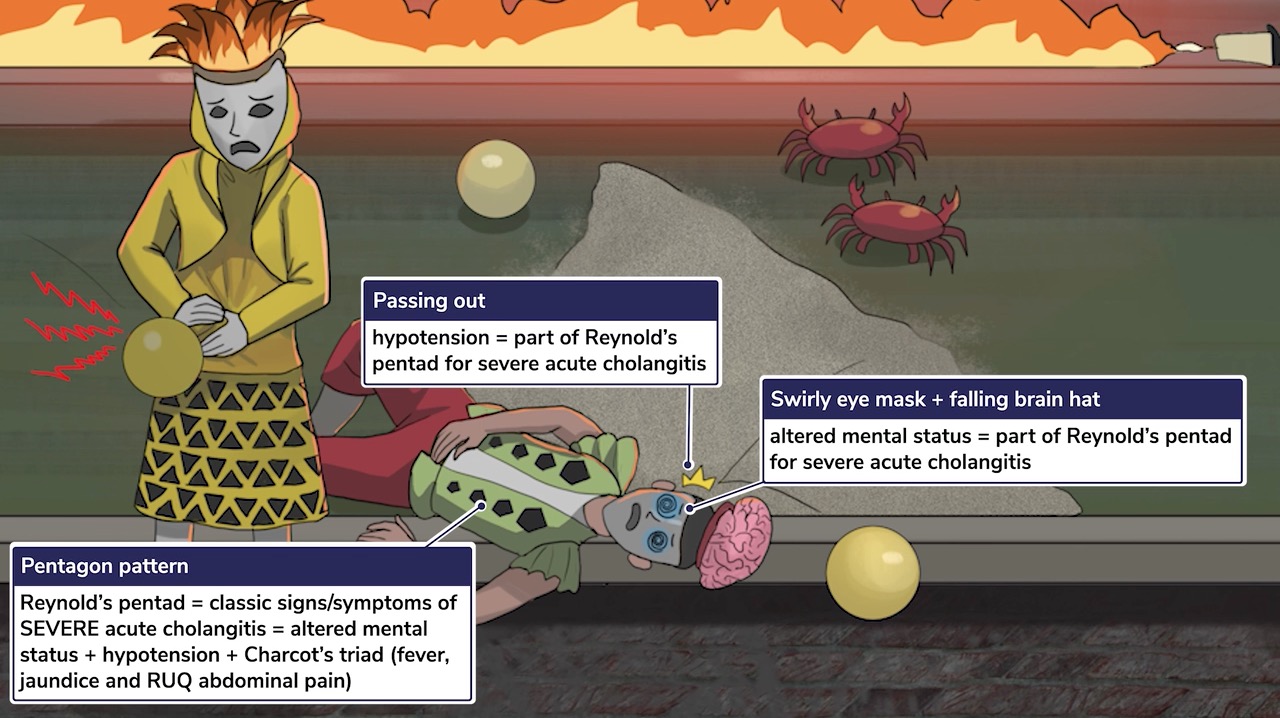 Passing out
hypotension = part of Reynold's
pentad for severe acute cholangitis
Swirly eye mask + falling brain hat
altered mental status = part of Reynold's pentad
for severe acute cholangitis
Pentagon pattern
Reynold's pentad = classic signs/symptoms of
SEVERE acute cholangitis = altered mental
status + hypotension + Charcot's triad (fever,
jaundice and RUQ abdominal pain)